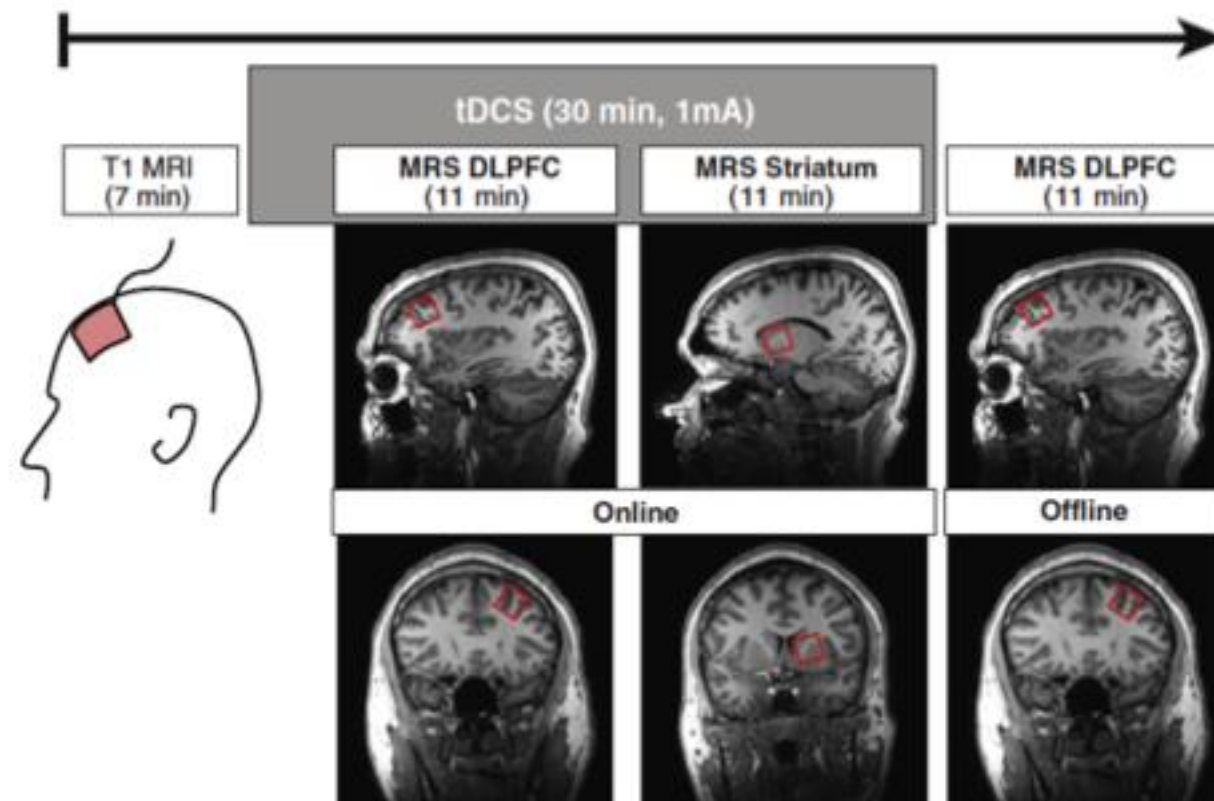 tDCS (30 min, 1mA)
T1 MRI
(7 min)
MRS DLPFC
(11 min)
MRS Striatum
(11 min)
MRS DLPFC
(11 min)
Online
Offline